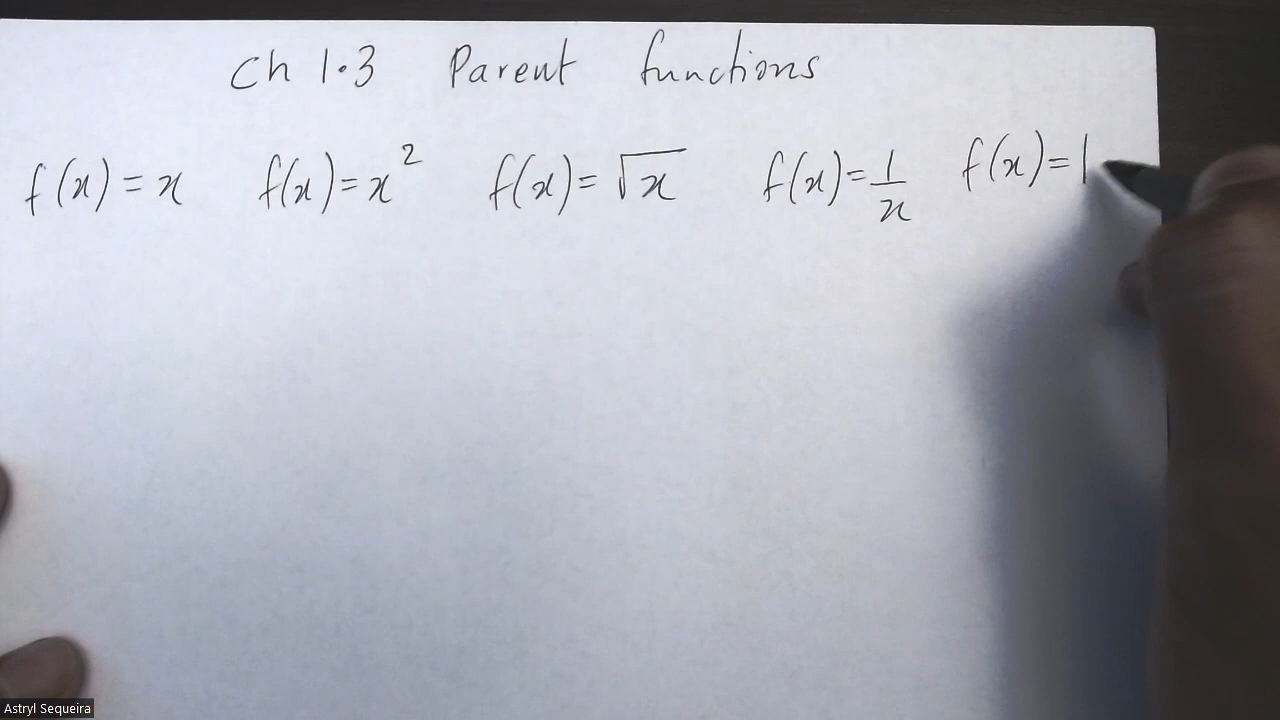 Ch 1.3 Parent functions
f(x) = x f(x) = x² f(x) = √x f(x) = 1/x f(x) = |
Astryl Sequeira